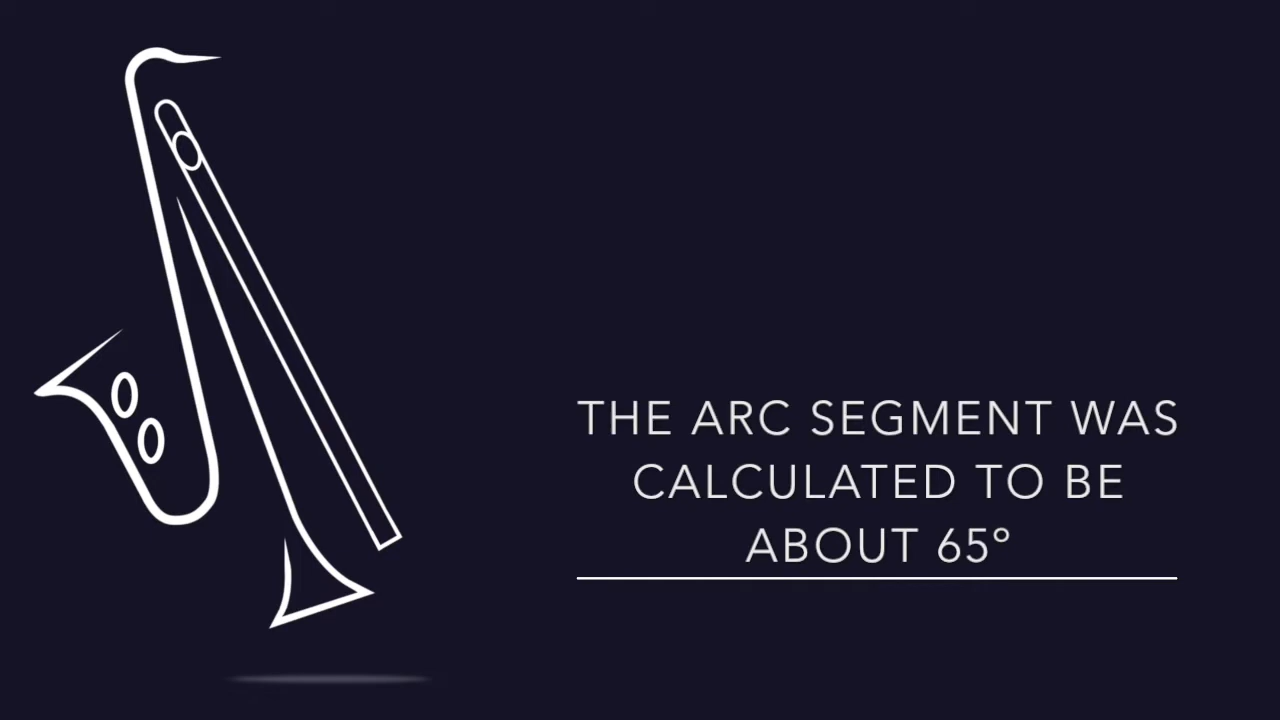 THE ARC SEGMENT WAS
CALCULATED TO BE
ABOUT 65°